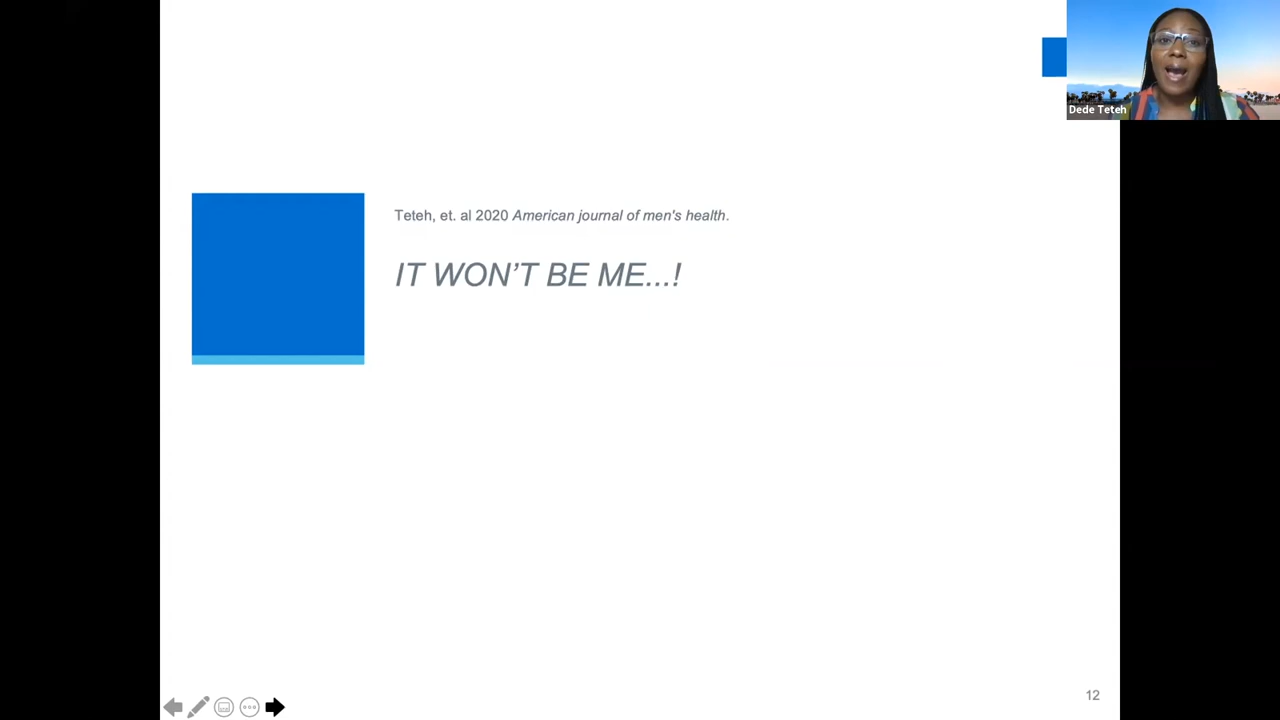 Dede Teteh
Teteh, et. al 2020 American journal of men's health.
IT WON’T BE ME...!
12